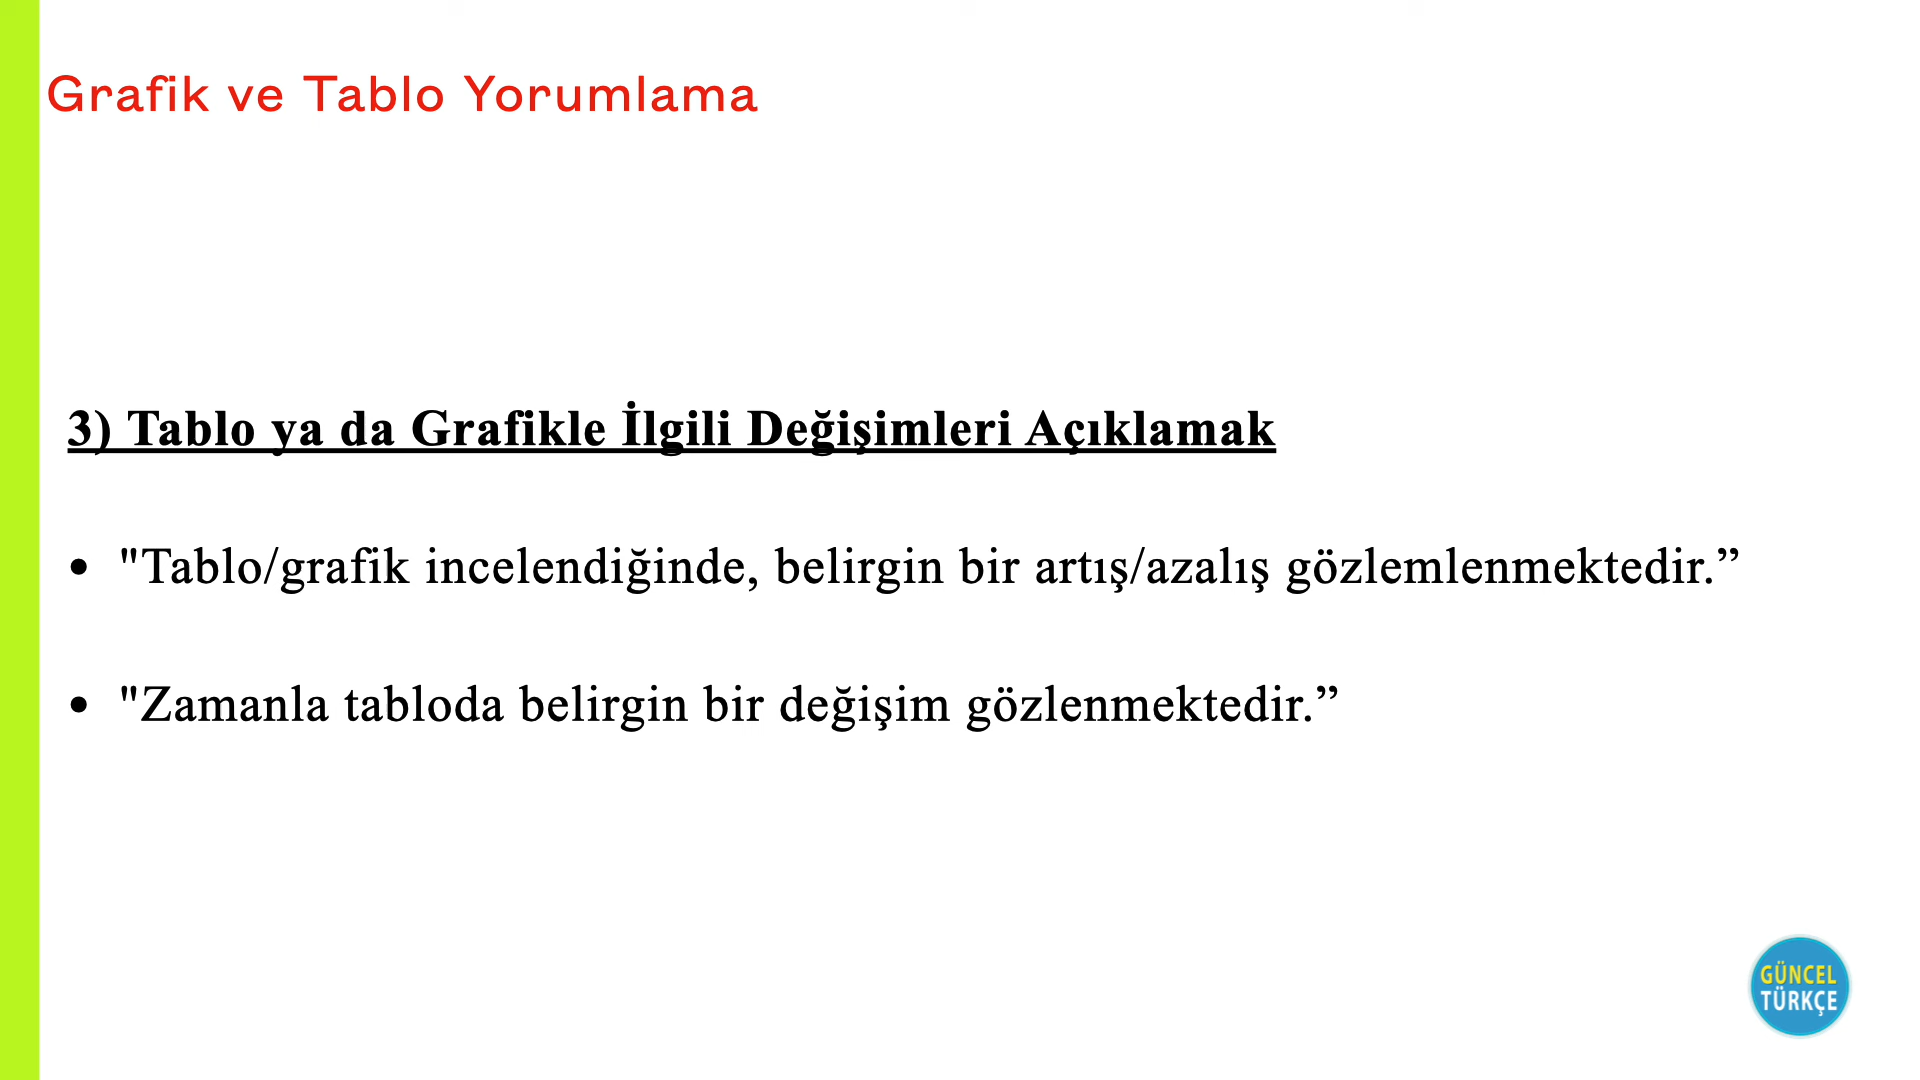 Grafik ve Tablo Yorumlama
3) Tablo ya da Grafikle İlgili Değişimleri Açıklamak
• "Tablo/grafik incelendiğinde, belirgin bir artış/azalış gözlemlenmektedir.”
• "Zamanla tabloda belirgin bir değişim gözlenmektedir.”
GÜNCEL
TÜRKÇE